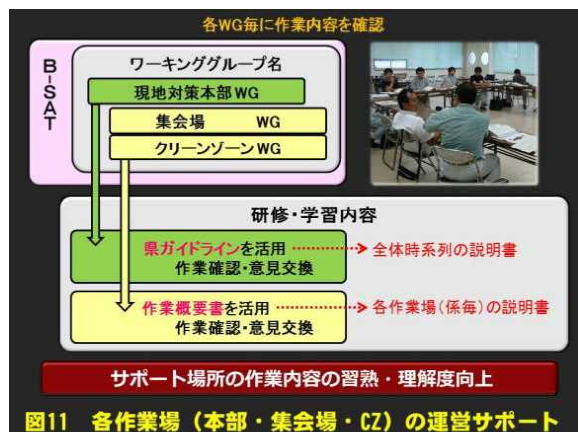 各WG毎に作業内容を確認
B-SAT
ワーキンググループ名
現地対策本部WG
集会場 WG
クリーンゾーンWG
研修・学習内容
県ガイドラインを活用 全体時系列の説明書
作業確認・意見交換
作業概要書を活用 各作業場(係毎)の説明書
作業確認・意見交換
サポート場所の作業内容の習熟・理解度向上
図11 各作業場（本部・集会場・CZ）の運営サポート